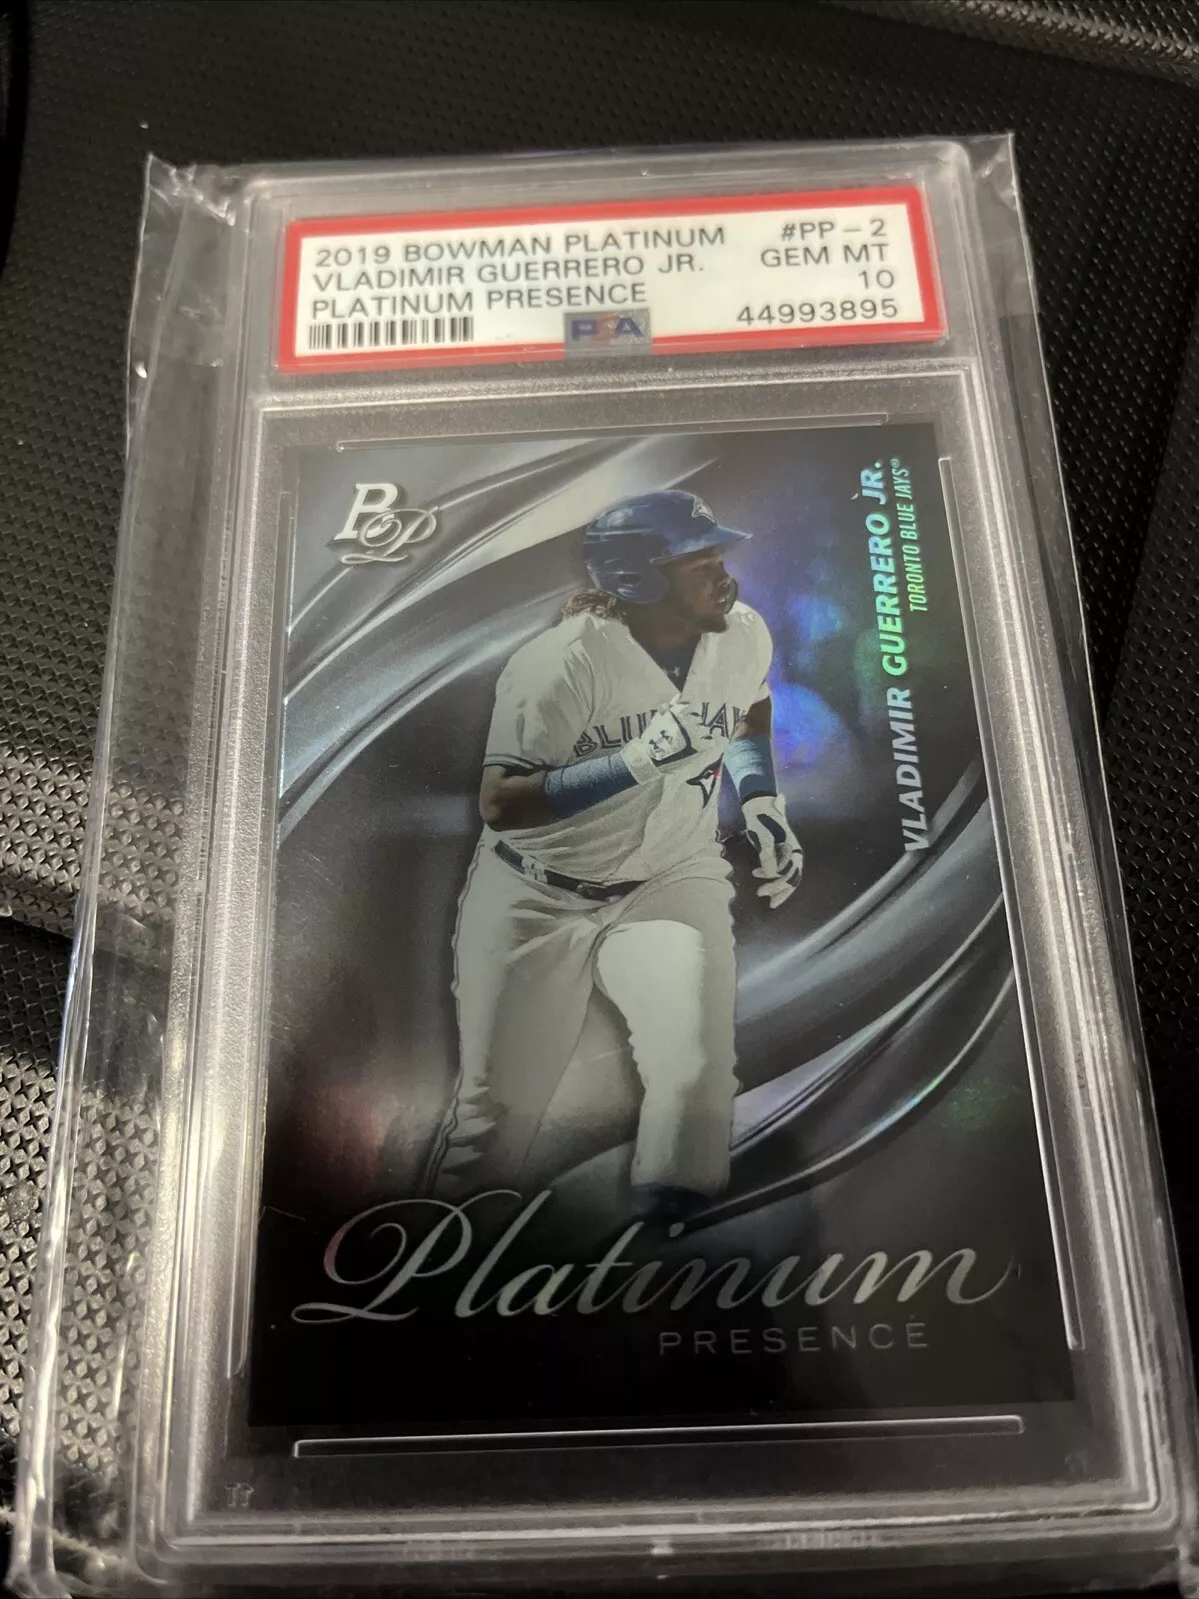 2019 BOWMAN PLATINUM #PP-2
VLADIMIR GUERRERO JR. GEM MT
PLATINUM PRESENCE 10
PSA 44993895
BP
VLADIMIR GUERRERO JR.
TORONTO BLUE JAYS®
BLUE JAY
Platinum
PRESENCE